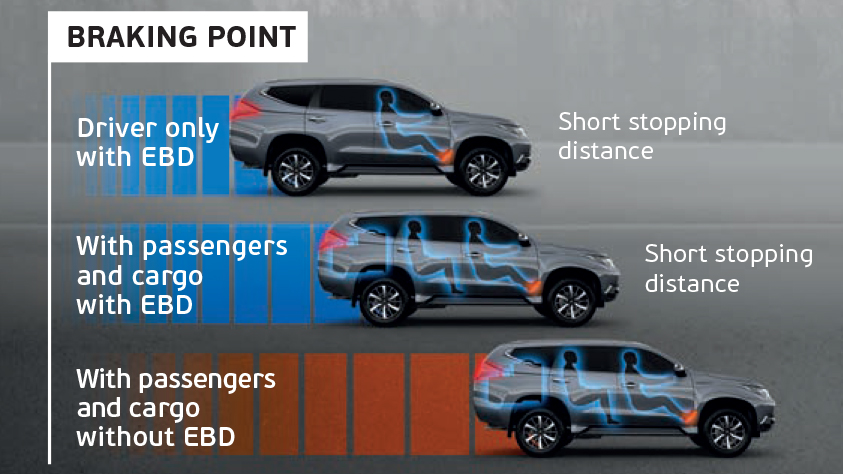 BRAKING POINT
Driver only
with EBD
Short stopping
distance
With passengers
and cargo
with EBD
Short stopping
distance
With passengers
and cargo
without EBD